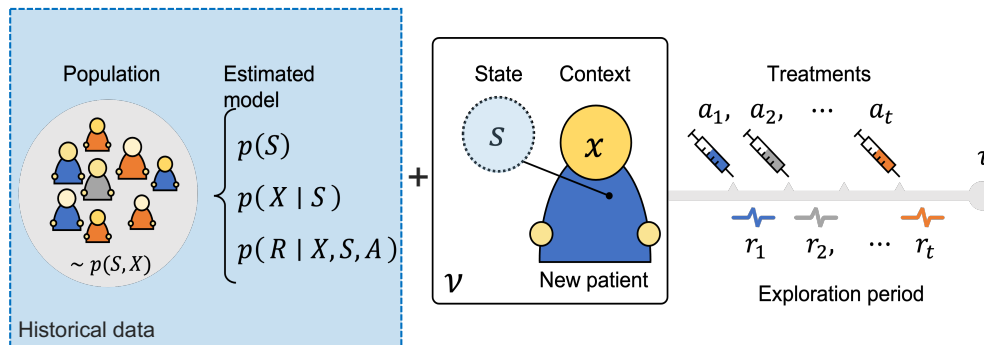 Population
Estimated
model
p(S)
p(X | S)
p(R | X,S,A)
~ p(S,X)
Historical data
+
State
Context
s
x
New patient
ν
Treatments
a₁, a₂, ⋯ aₜ
r₁ r₂, ⋯ rₜ
Exploration period